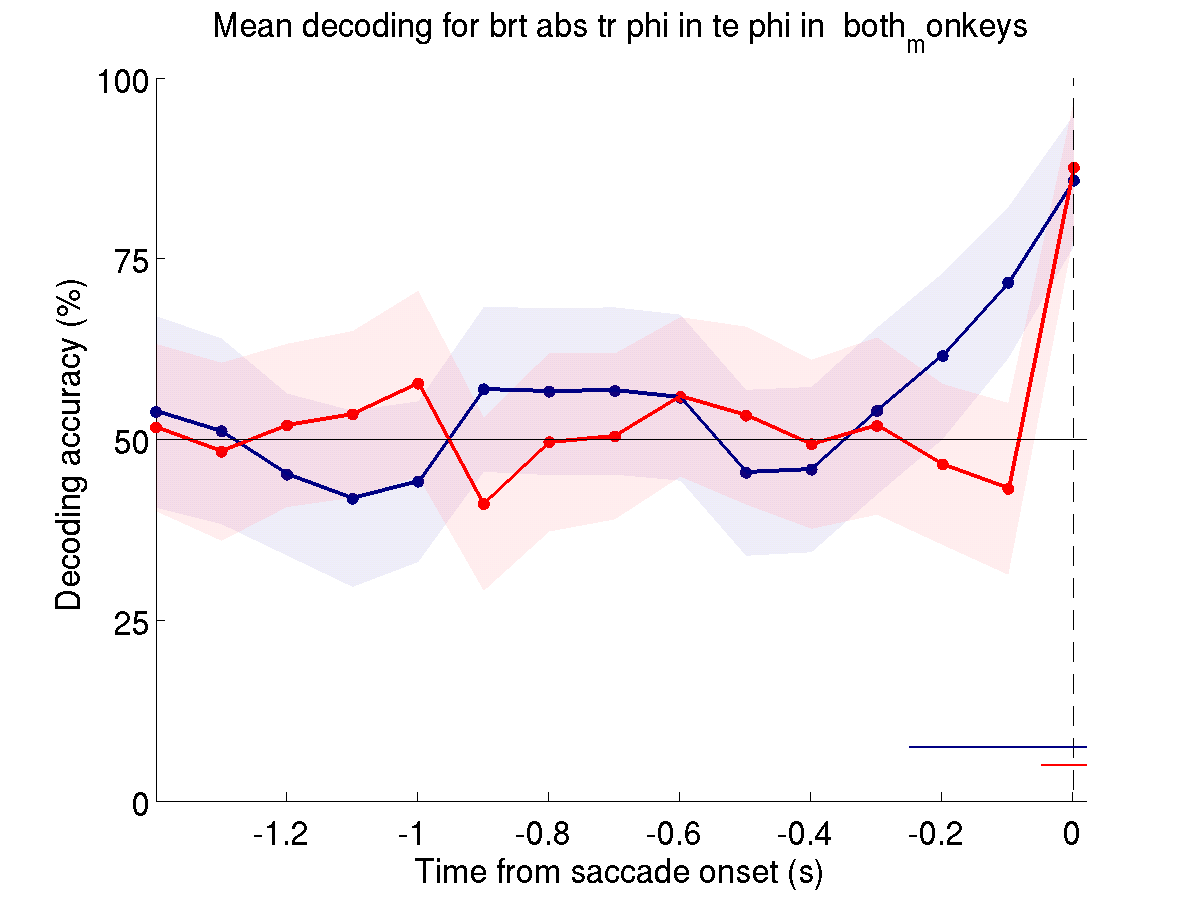 Mean decoding for brt abs tr phi in te phi in both_monkeys
100
75
50
25
0
Decoding accuracy (%)
-1.2 -1 -0.8 -0.6 -0.4 -0.2 0
Time from saccade onset (s)